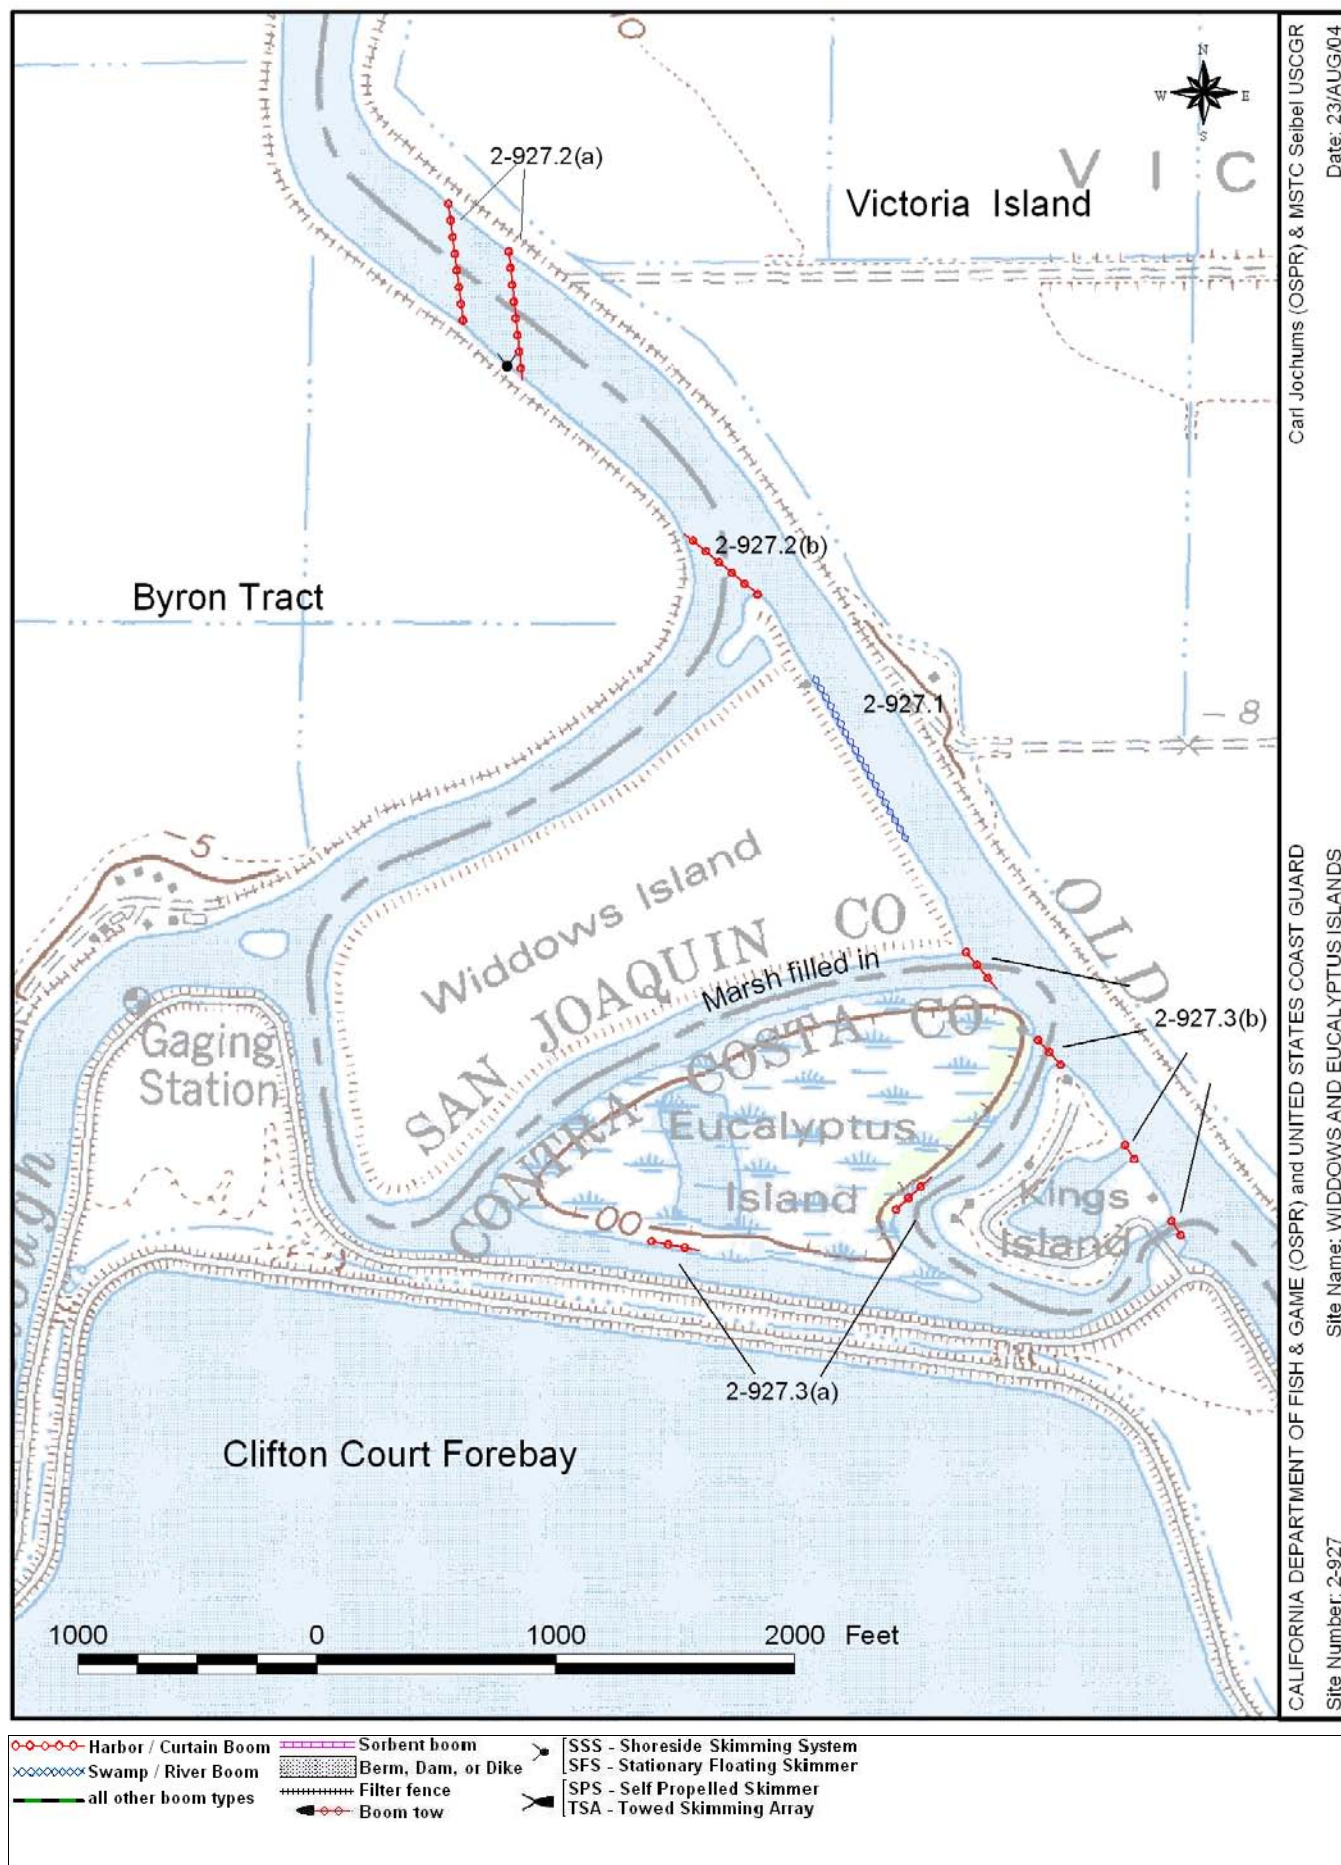 N
W E
S
2-927.2(a)
V I C
Victoria Island
2-927.2(b)
Byron Tract
2-927.1
- 8
- 5
Widdows Island
OLD
SAN JOAQUIN CO
Marsh filled in
CONTRA COSTA CO
2-927.3(b)
Gaging
Station
Eucalyptus
Island
Kings
Island
00
2-927.3(a)
Clifton Court Forebay
1000 0 1000 2000 Feet
CALIFORNIA DEPARTMENT OF FISH & GAME (OSPR) and UNITED STATES COAST GUARD
Carl Jochums (OSPR) & MSTC Seibel USCGR
Site Number: 2-927
Site Name: WIDDOWS AND EUCALYPTUS ISLANDS
Date: 23/AUG/04
Harbor / Curtain Boom
Swamp / River Boom
all other boom types
Sorbent boom
Berm, Dam, or Dike
Filter fence
Boom tow
SSS - Shoreside Skimming System
SFS - Stationary Floating Skimmer
SPS - Self Propelled Skimmer
TSA - Towed Skimming Array